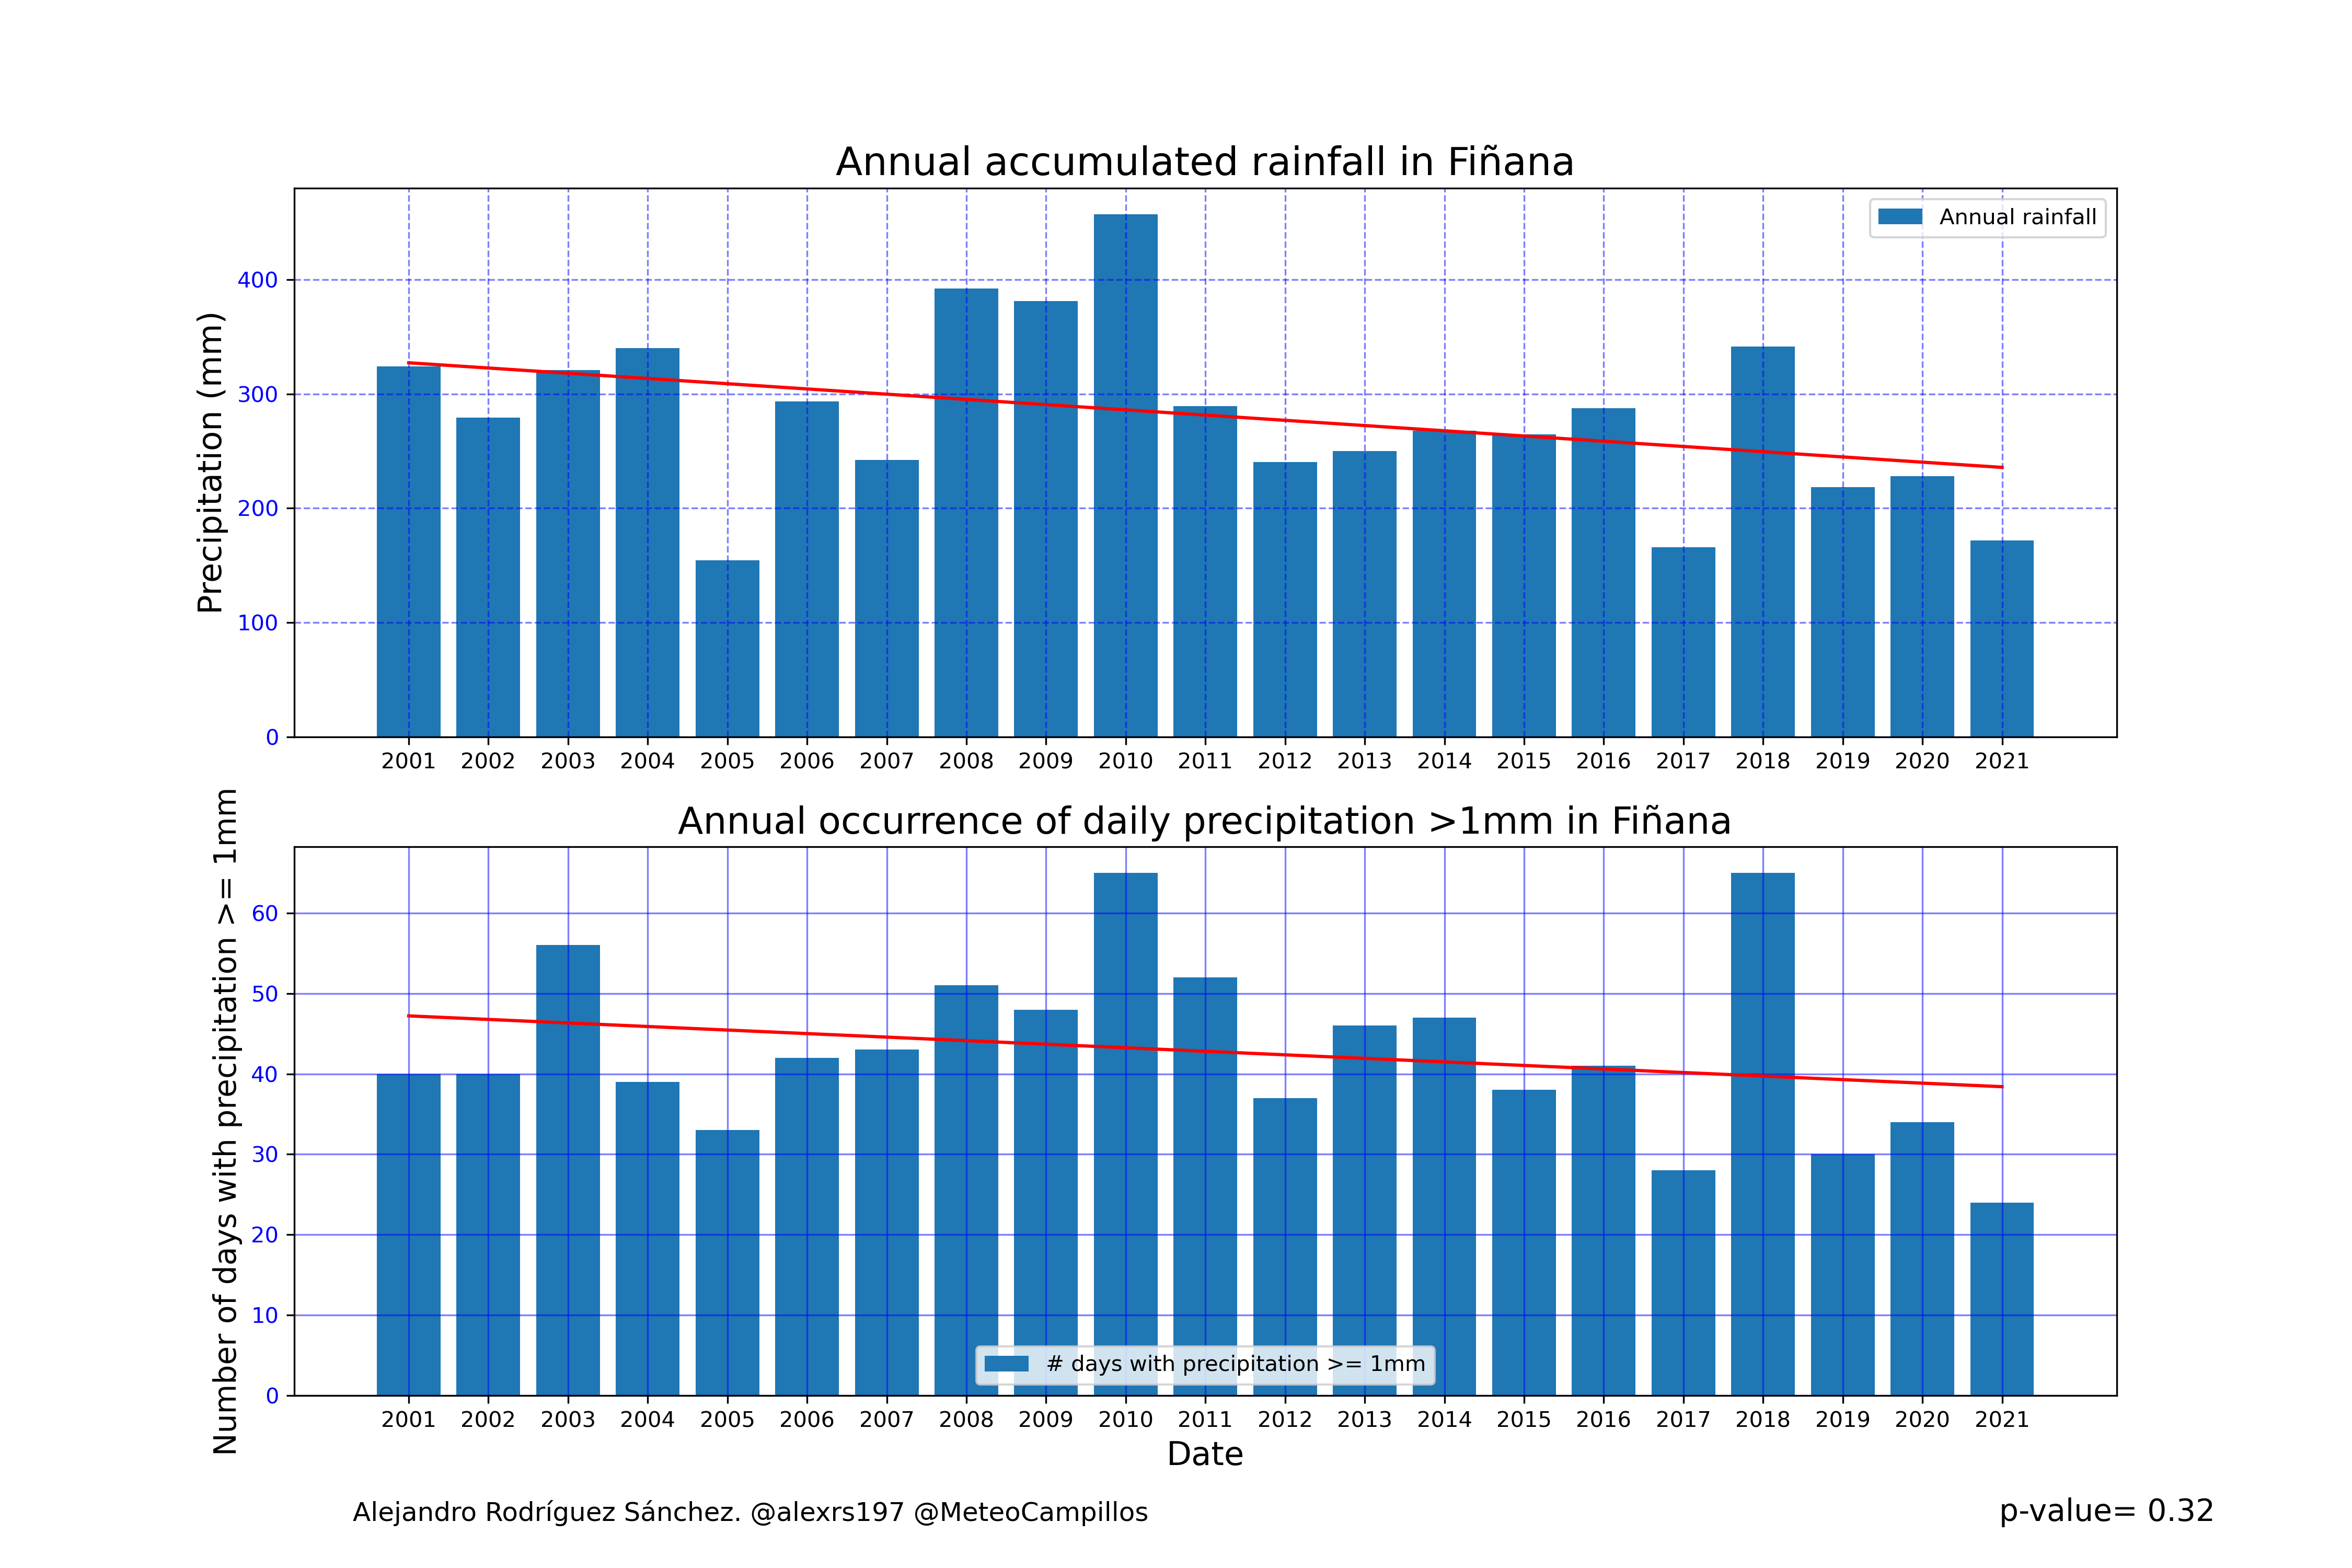 Annual accumulated rainfall in Fiñana
Precipitation (mm)
400
300
200
100
0
Annual rainfall
2001 2002 2003 2004 2005 2006 2007 2008 2009 2010 2011 2012 2013 2014 2015 2016 2017 2018 2019 2020 2021
Annual occurrence of daily precipitation >1mm in Fiñana
Number of days with precipitation >= 1mm
60
50
40
30
20
10
0
# days with precipitation >= 1mm
2001 2002 2003 2004 2005 2006 2007 2008 2009 2010 2011 2012 2013 2014 2015 2016 2017 2018 2019 2020 2021
Date
Alejandro Rodríguez Sánchez. @alexrs197 @MeteoCampillos
p-value= 0.32